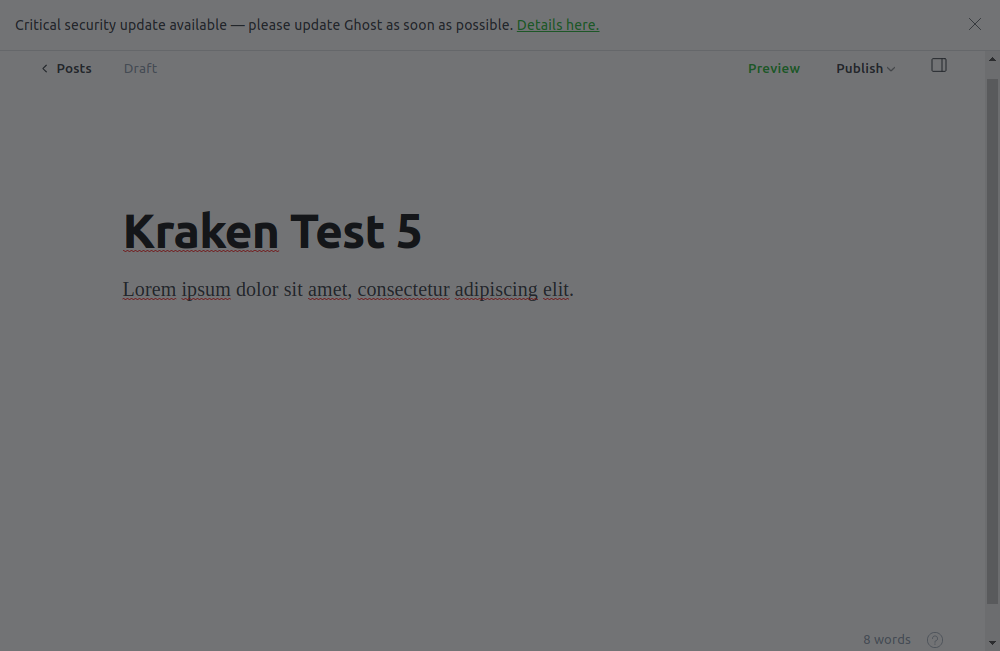 Critical security update available — please update Ghost as soon as possible. Details here.
Posts Draft Preview Publish
Kraken Test 5
Lorem ipsum dolor sit amet, consectetur adipiscing elit.
8 words ?